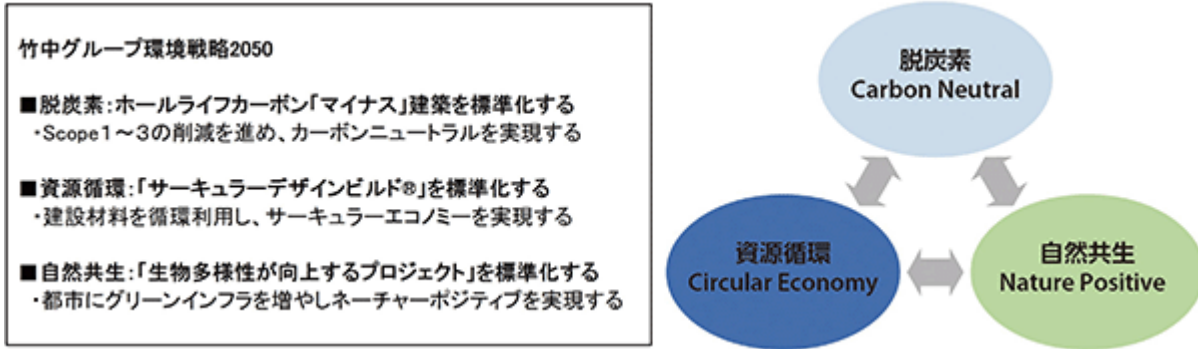 竹中グループ環境戦略2050
■脱炭素:ホールライフカーボン「マイナス」建築を標準化する
・Scope1～3の削減を進め、カーボンニュートラルを実現する
■資源循環:「サーキュラーデザインビルド®」を標準化する
・建設材料を循環利用し、サーキュラーエコノミーを実現する
■自然共生:「生物多様性が向上するプロジェクト」を標準化する
・都市にグリーンインフラを増やしネーチャーポジティブを実現する
脱炭素
Carbon Neutral
資源循環
Circular Economy
自然共生
Nature Positive